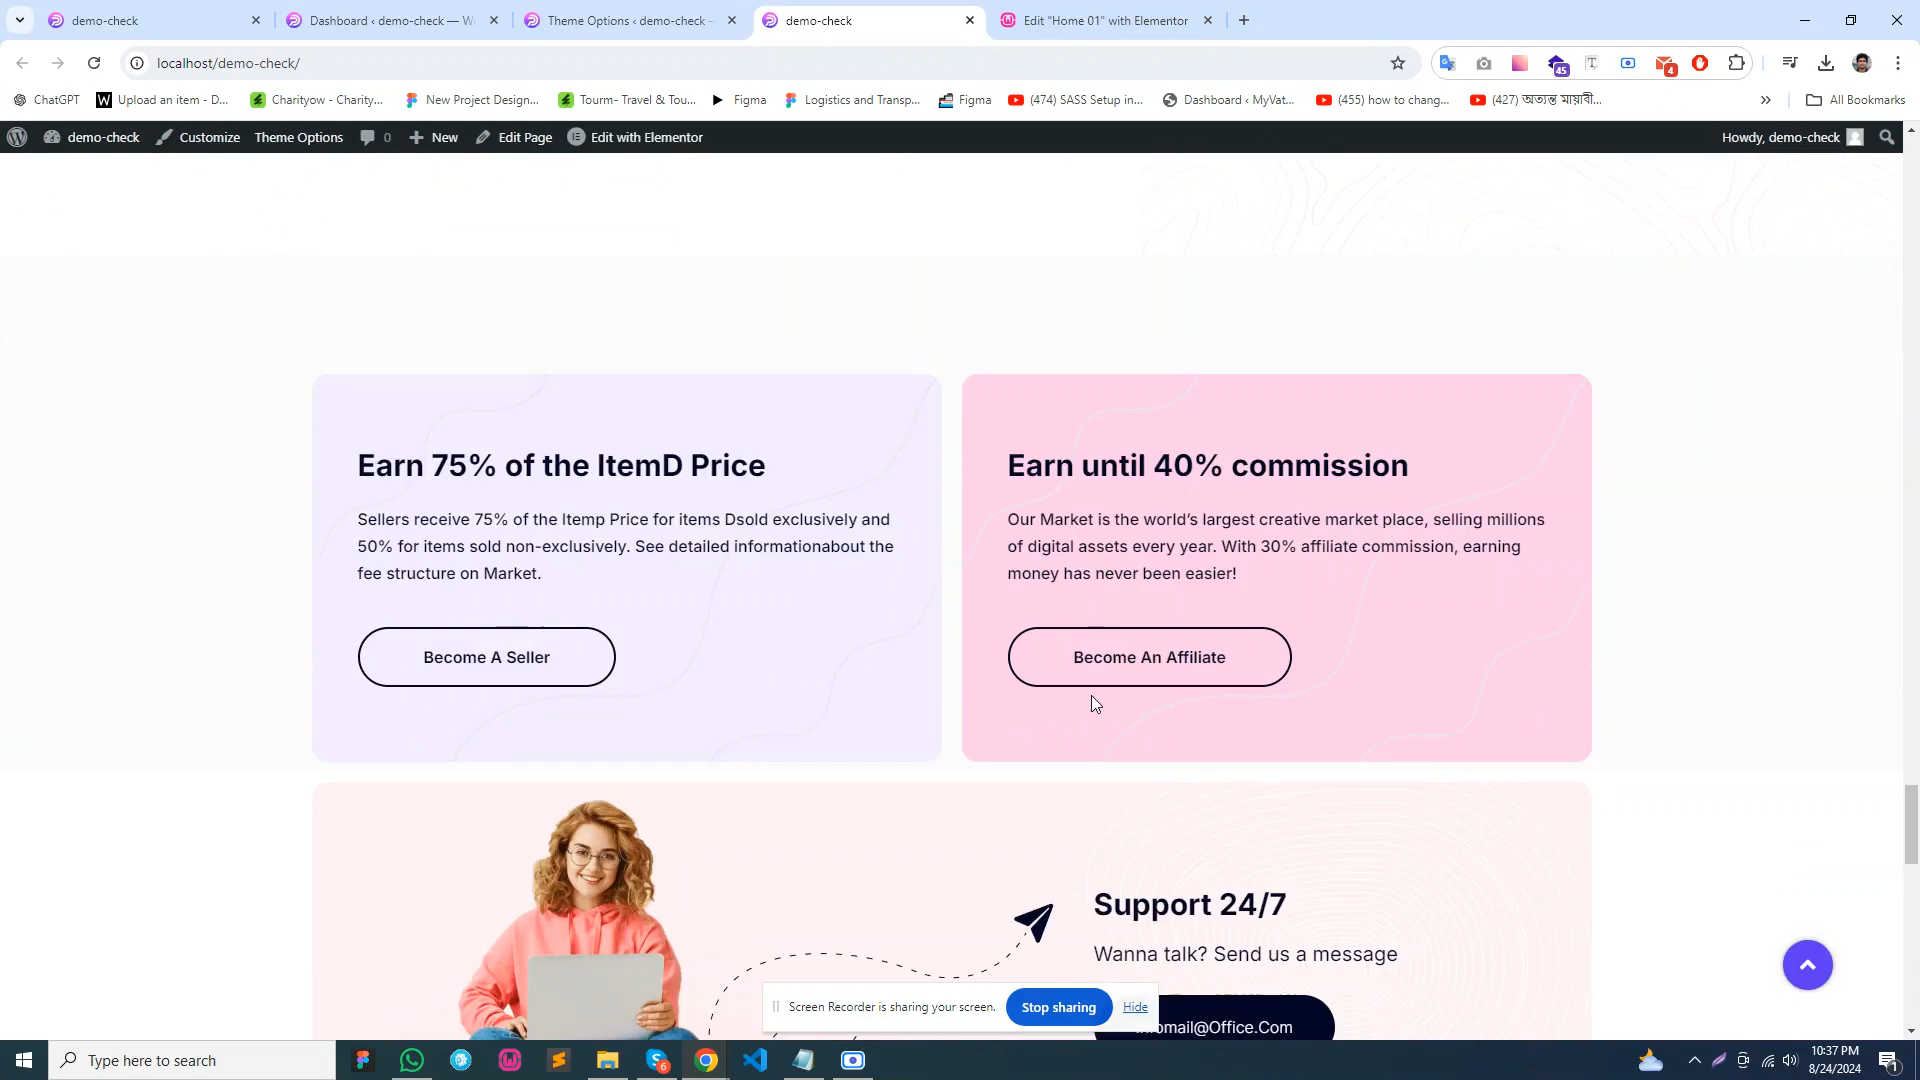 demo-check
Dashboard ‹ demo-check — W
Theme Options ‹ demo-check –
demo-check
Edit "Home 01" with Elementor
localhost/demo-check/
45
4
ChatGPT
Upload an item - D...
Charityow - Charity...
New Project Design...
Tourm- Travel & Tou...
Figma
Logistics and Transp...
Figma
(474) SASS Setup in...
Dashboard ‹ MyVat...
(455) how to chang...
(427) অত্যন্ত মায়াবী...
All Bookmarks
demo-check
Customize
Theme Options
0
New
Edit Page
Edit with Elementor
Howdy, demo-check
Earn 75% of the ItemD Price
Sellers receive 75% of the Itemp Price for items Dsold exclusively and
50% for items sold non-exclusively. See detailed informationabout the
fee structure on Market.
Become A Seller
Earn until 40% commission
Our Market is the world’s largest creative market place, selling millions
of digital assets every year. With 30% affiliate commission, earning
money has never been easier!
Become An Affiliate
Support 24/7
Wanna talk? Send us a message
mail@Office.Com
Screen Recorder is sharing your screen.
Stop sharing
Hide
Type here to search
6
10:37 PM
8/24/2024
1